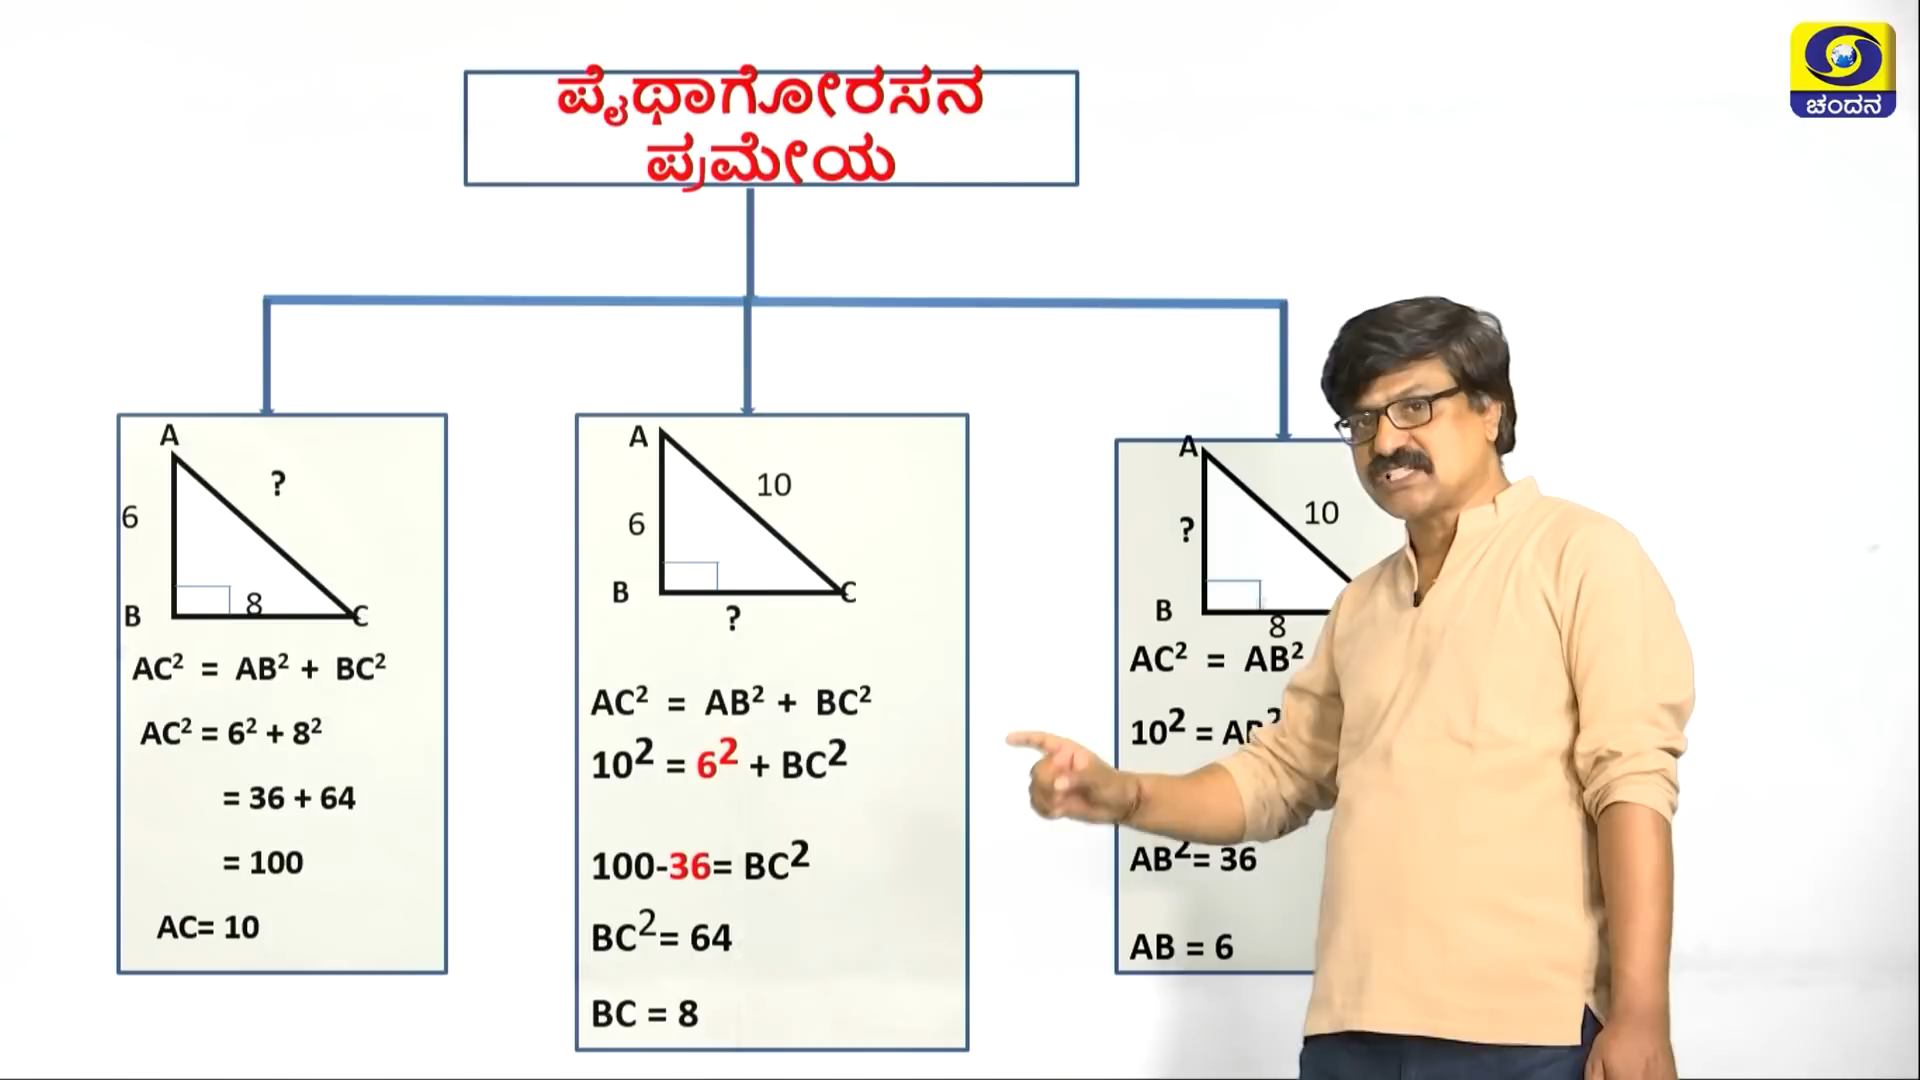 ಪೈಥಾಗೋರಸನ
ಪ್ರಮೇಯ
ಚಂದನ
A
?
6
8
B
C
AC² = AB² + BC²
AC² = 6² + 8²
= 36 + 64
= 100
AC= 10
A
10
6
B
C
?
AC² = AB² + BC²
10² = 6² + BC²
100-36= BC²
BC²= 64
BC = 8
A
10
?
B
8
AC² = AB²
10² =
AB²= 36
AB = 6